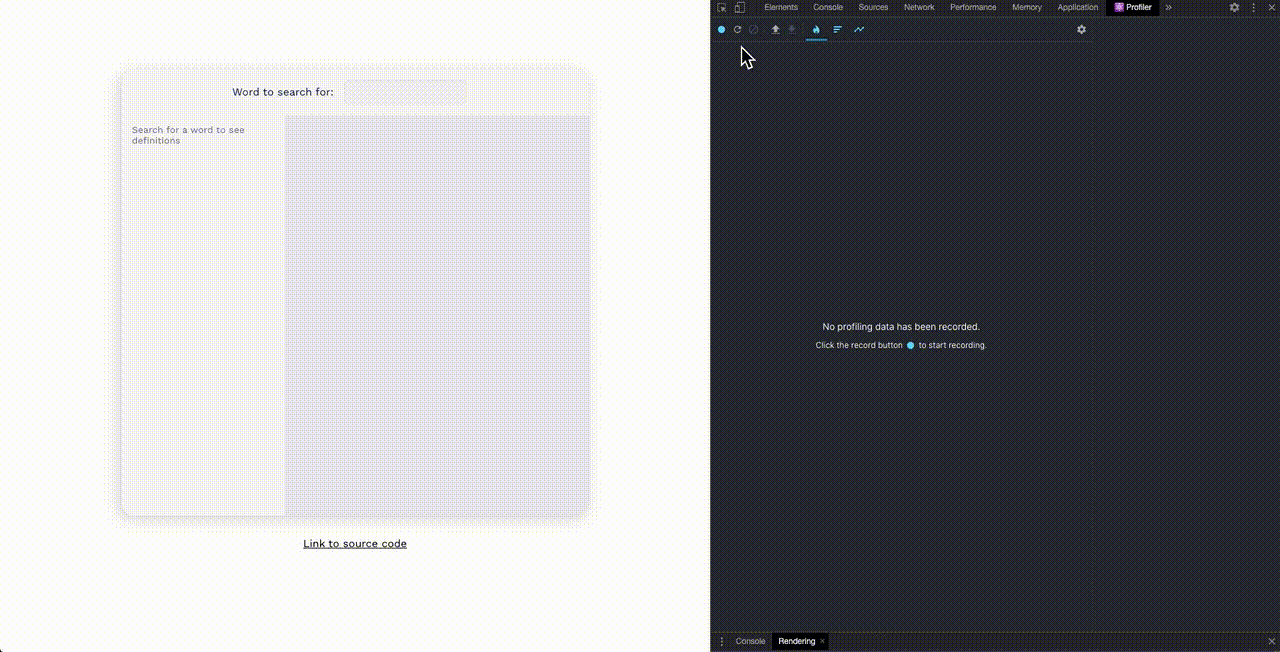 Word to search for:
Search for a word to see
definitions
Link to source code
Elements Console Sources Network Performance Memory Application Profiler »
No profiling data has been recorded.
Click the record button to start recording.
Console Rendering ×